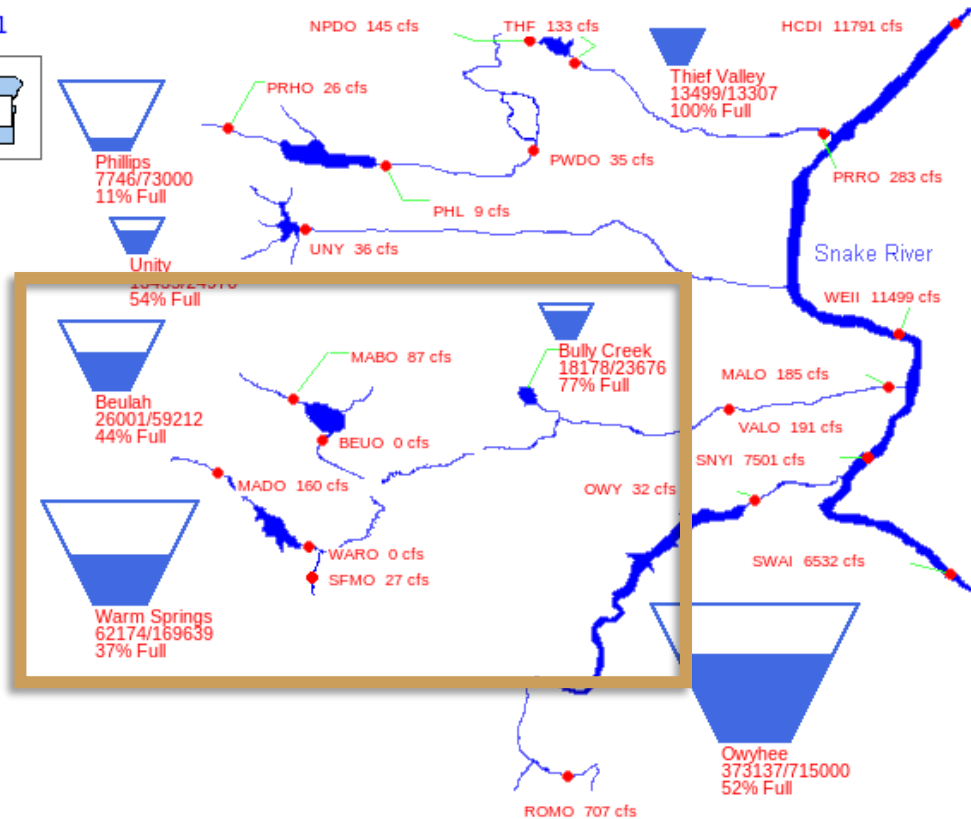 NPDO 145 cfs
THF 133 cfs
HCDI 11791 cfs
Thief Valley
13499/13307
100% Full
PRHO 26 cfs
Phillips
7746/73000
11% Full
PWDO 35 cfs
PRRO 283 cfs
PHL 9 cfs
UNY 36 cfs
Snake River
Unity
54% Full
WEII 11499 cfs
Bully Creek
18178/23676
77% Full
MABO 87 cfs
MALO 185 cfs
Beulah
26001/59212
44% Full
VALO 191 cfs
BEUO 0 cfs
SNYI 7501 cfs
MADO 160 cfs
OWY 32 cfs
WARO 0 cfs
SWAI 6532 cfs
SFMO 27 cfs
Warm Springs
62174/169639
37% Full
Owyhee
373137/715000
52% Full
ROMO 707 cfs